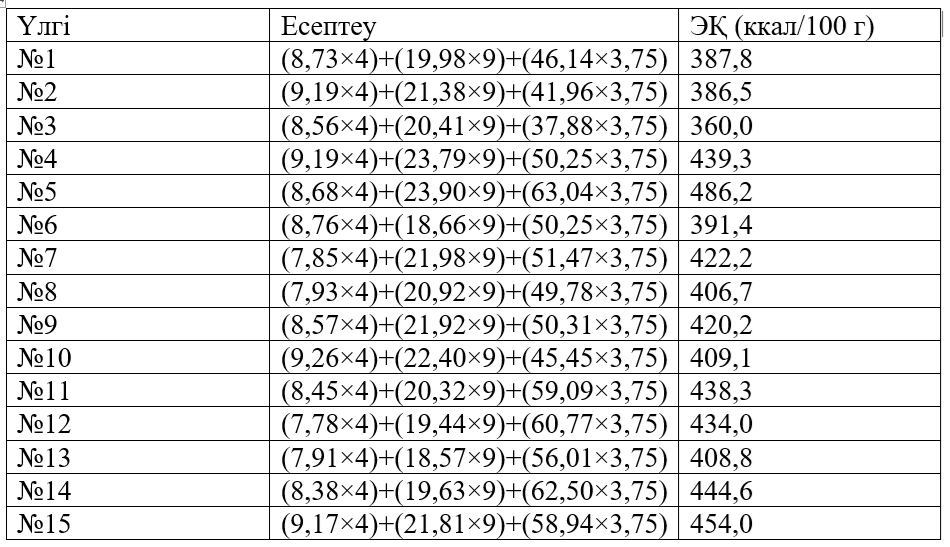 Үлгі Есептеу ЭҚ (ккал/100 г)
№1 (8,73×4)+(19,98×9)+(46,14×3,75) 387,8
№2 (9,19×4)+(21,38×9)+(41,96×3,75) 386,5
№3 (8,56×4)+(20,41×9)+(37,88×3,75) 360,0
№4 (9,19×4)+(23,79×9)+(50,25×3,75) 439,3
№5 (8,68×4)+(23,90×9)+(63,04×3,75) 486,2
№6 (8,76×4)+(18,66×9)+(50,25×3,75) 391,4
№7 (7,85×4)+(21,98×9)+(51,47×3,75) 422,2
№8 (7,93×4)+(20,92×9)+(49,78×3,75) 406,7
№9 (8,57×4)+(21,92×9)+(50,31×3,75) 420,2
№10 (9,26×4)+(22,40×9)+(45,45×3,75) 409,1
№11 (8,45×4)+(20,32×9)+(59,09×3,75) 438,3
№12 (7,78×4)+(19,44×9)+(60,77×3,75) 434,0
№13 (7,91×4)+(18,57×9)+(56,01×3,75) 408,8
№14 (8,38×4)+(19,63×9)+(62,50×3,75) 444,6
№15 (9,17×4)+(21,81×9)+(58,94×3,75) 454,0